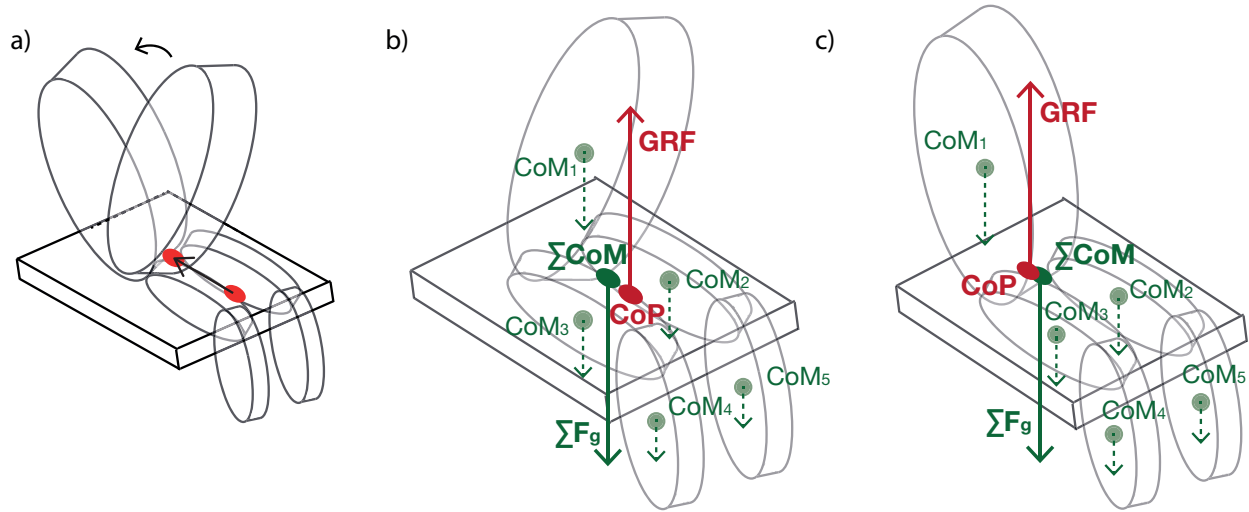 a)
b)
GRF
CoM1
∑CoM
CoM2
CoP
CoM3
CoM5
CoM4
∑Fg
c)
GRF
CoM1
∑CoM
CoP
CoM2
CoM3
CoM5
CoM4
∑Fg